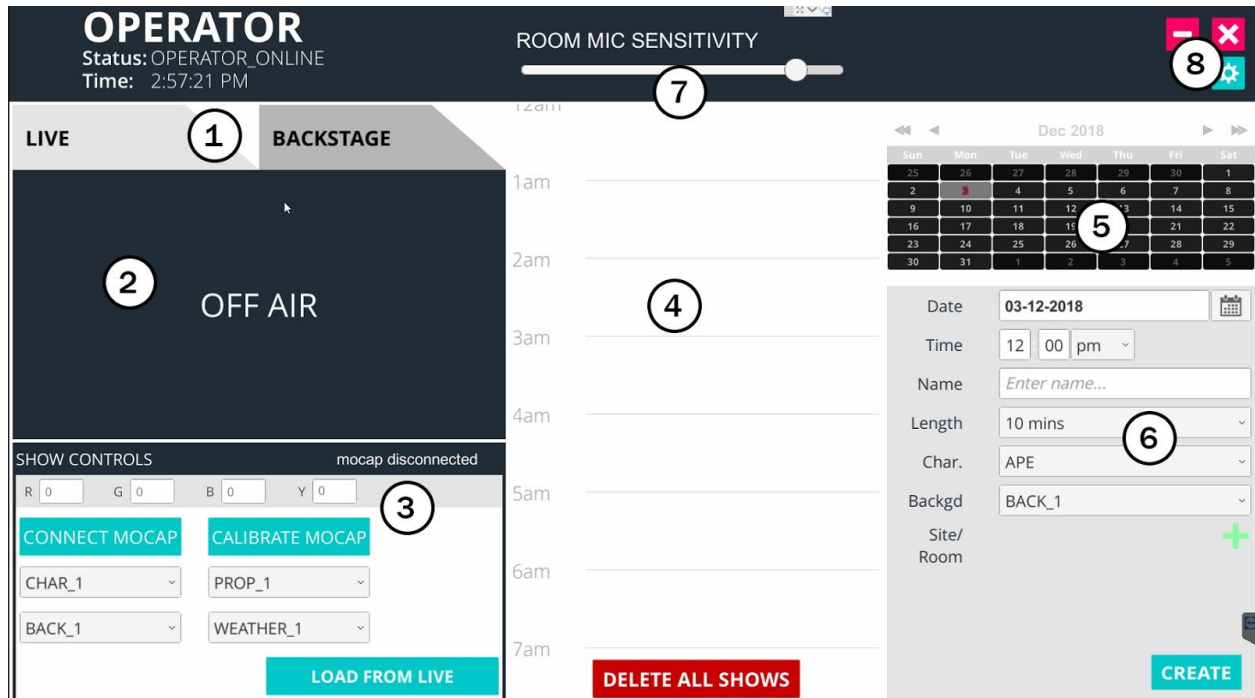 OPERATOR
Status: OPERATOR_ONLINE
Time: 2:57:21 PM
ROOM MIC SENSITIVITY
7
8
LIVE
1
BACKSTAGE
2
OFF AIR
SHOW CONTROLS
mocap disconnected
R 0 G 0 B 0 Y 0
3
CONNECT MOCAP
CALIBRATE MOCAP
CHAR_1
PROP_1
BACK_1
WEATHER_1
LOAD FROM LIVE
12am
1am
2am
4
3am
4am
5am
6am
7am
DELETE ALL SHOWS
Dec 2018
Sun Mon Tue Wed Thu Fri Sat
25 26 27 28 29 30 1
2 3 4 5 6 7 8
9 10 11 12 13 14 15
16 17 18 19 21 22
23 24 25 26 27 28 29
30 31 1 2 3 4 5
5
Date 03-12-2018
Time 12 00 pm
Name Enter name...
Length 10 mins
6
Char. APE
Backgd BACK_1
Site/
Room
CREATE